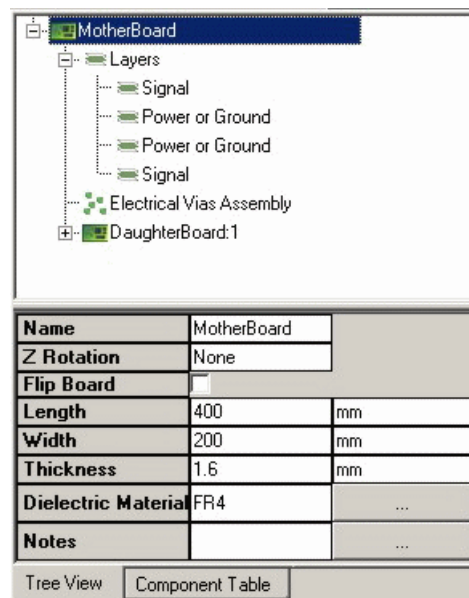 MotherBoard
Layers
Signal
Power or Ground
Power or Ground
Signal
Electrical Vias Assembly
DaughterBoard:1
Name MotherBoard
Z Rotation None
Flip Board
Length 400 mm
Width 200 mm
Thickness 1.6 mm
Dielectric Material FR4 ...
Notes ...
Tree View Component Table